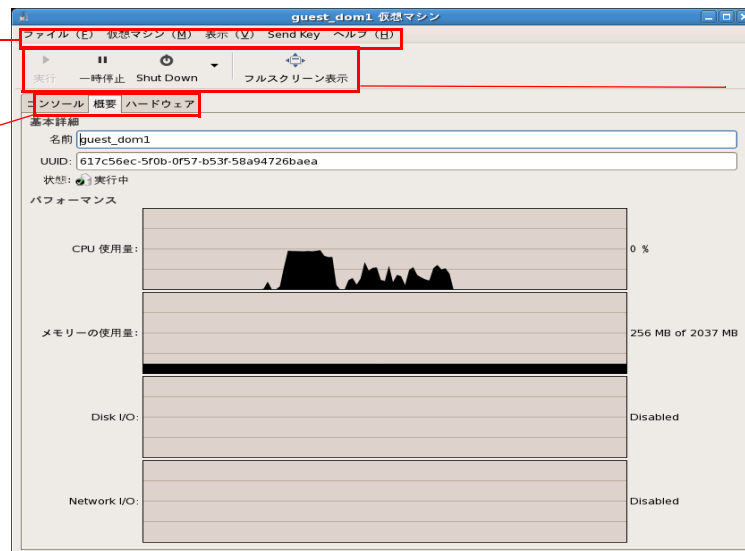 guest_dom1 仮想マシン
ファイル (F) 仮想マシン (M) 表示 (V) Send Key ヘルプ (H)
実行 一時停止 Shut Down フルスクリーン表示
コンソール 概要 ハードウェア
基本詳細
名前 guest_dom1
UUID: 617c56ec-5f0b-0f57-b53f-58a94726baea
状態: 実行中
パフォーマンス
CPU 使用量: 0 %
メモリーの使用量: 256 MB of 2037 MB
Disk I/O: Disabled
Network I/O: Disabled